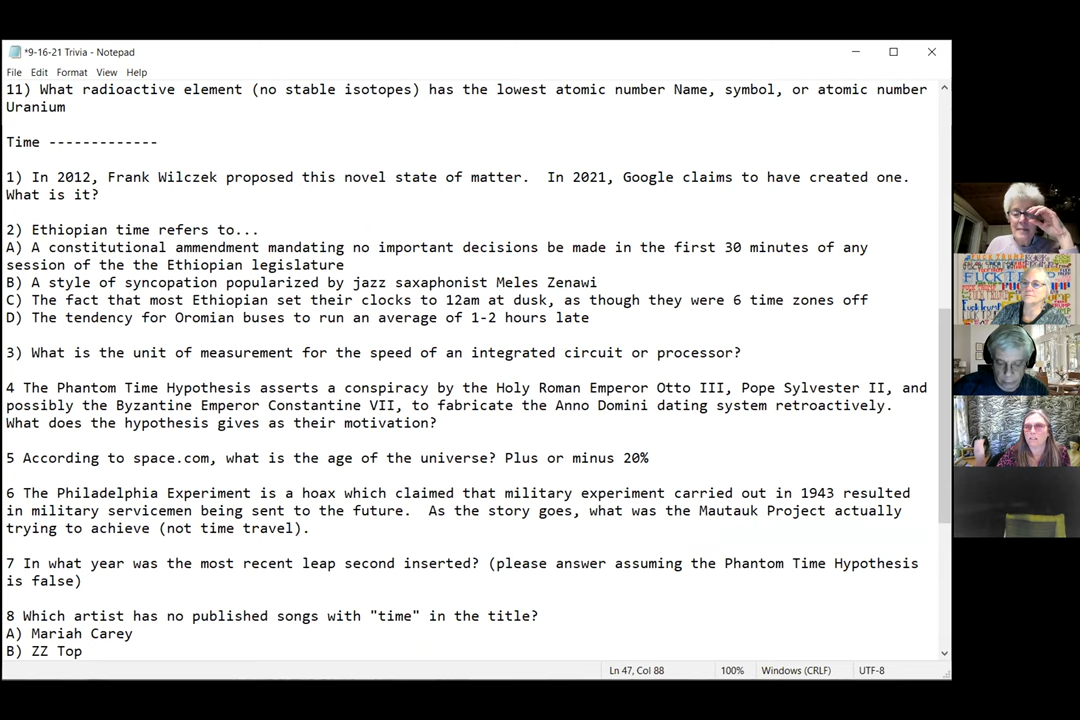 *9-16-21 Trivia - Notepad
File Edit Format View Help
11) What radioactive element (no stable isotopes) has the lowest atomic number Name, symbol, or atomic number
Uranium
Time -------------
1) In 2012, Frank Wilczek proposed this novel state of matter.  In 2021, Google claims to have created one.
What is it?
2) Ethiopian time refers to...
A) A constitutional ammendment mandating no important decisions be made in the first 30 minutes of any
session of the the Ethiopian legislature
B) A style of syncopation popularized by jazz saxaphonist Meles Zenawi
C) The fact that most Ethiopian set their clocks to 12am at dusk, as though they were 6 time zones off
D) The tendency for Oromian buses to run an average of 1-2 hours late
3) What is the unit of measurement for the speed of an integrated circuit or processor?
4 The Phantom Time Hypothesis asserts a conspiracy by the Holy Roman Emperor Otto III, Pope Sylvester II, and
possibly the Byzantine Emperor Constantine VII, to fabricate the Anno Domini dating system retroactively.
What does the hypothesis gives as their motivation?
5 According to space.com, what is the age of the universe? Plus or minus 20%
6 The Philadelphia Experiment is a hoax which claimed that military experiment carried out in 1943 resulted
in military servicemen being sent to the future.  As the story goes, what was the Mautauk Project actually
trying to achieve (not time travel).
7 In what year was the most recent leap second inserted? (please answer assuming the Phantom Time Hypothesis
is false)
8 Which artist has no published songs with "time" in the title?
A) Mariah Carey
B) ZZ Top
Ln 47, Col 88 100% Windows (CRLF) UTF-8
FUCK TRUMP